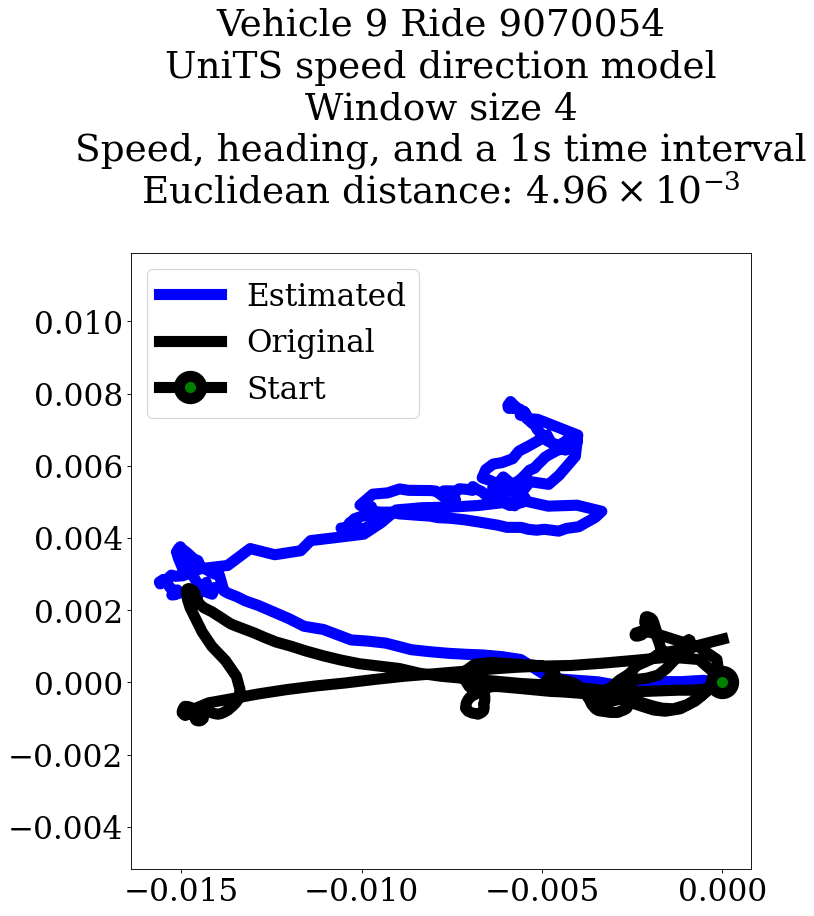 Vehicle 9 Ride 9070054
UniTS speed direction model
Window size 4
Speed, heading, and a 1s time interval
Euclidean distance: 4.96 × 10⁻³
Estimated
Original
Start
0.010
0.008
0.006
0.004
0.002
0.000
−0.002
−0.004
−0.015 −0.010 −0.005 0.000